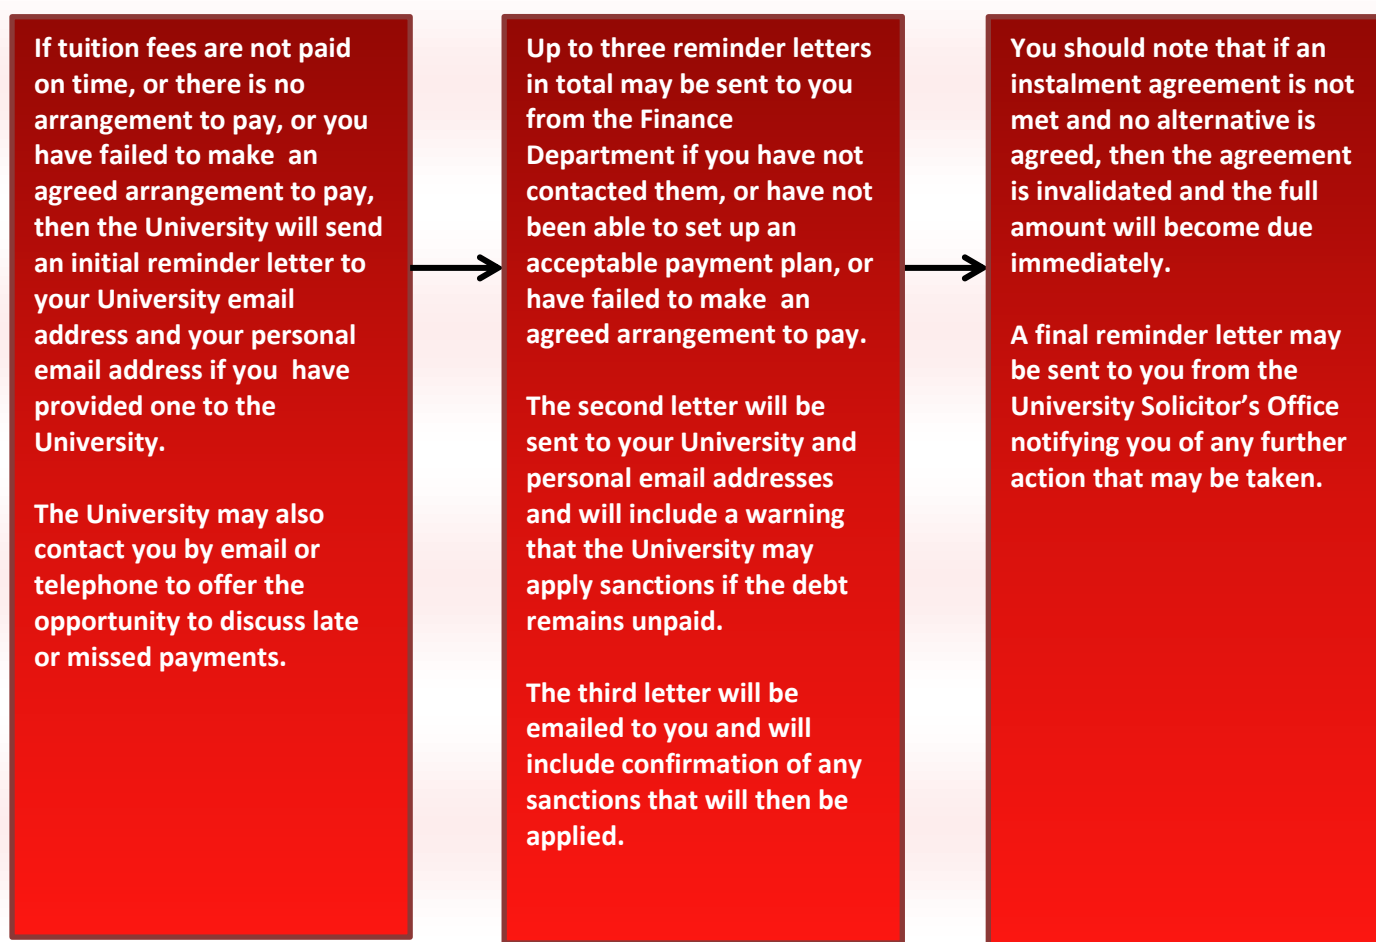 If tuition fees are not paid
on time, or there is no
arrangement to pay, or you
have failed to make  an
agreed arrangement to pay,
then the University will send
an initial reminder letter to
your University email
address and your personal
email address if you  have
provided one to the
University.
The University may also
contact you by email or
telephone to offer the
opportunity to discuss late
or missed payments.
Up to three reminder letters
in total may be sent to you
from the Finance
Department if you have not
contacted them, or have not
been able to set up an
acceptable payment plan, or
have failed to make  an
agreed arrangement to pay.
The second letter will be
sent to your University and
personal email addresses
and will include a warning
that the University may
apply sanctions if the debt
remains unpaid.
The third letter will be
emailed to you and will
include confirmation of any
sanctions that will then be
applied.
You should note that if an
instalment agreement is not
met and no alternative is
agreed, then the agreement
is invalidated and the full
amount will become due
immediately.
A final reminder letter may
be sent to you from the
University Solicitor’s Office
notifying you of any further
action that may be taken.